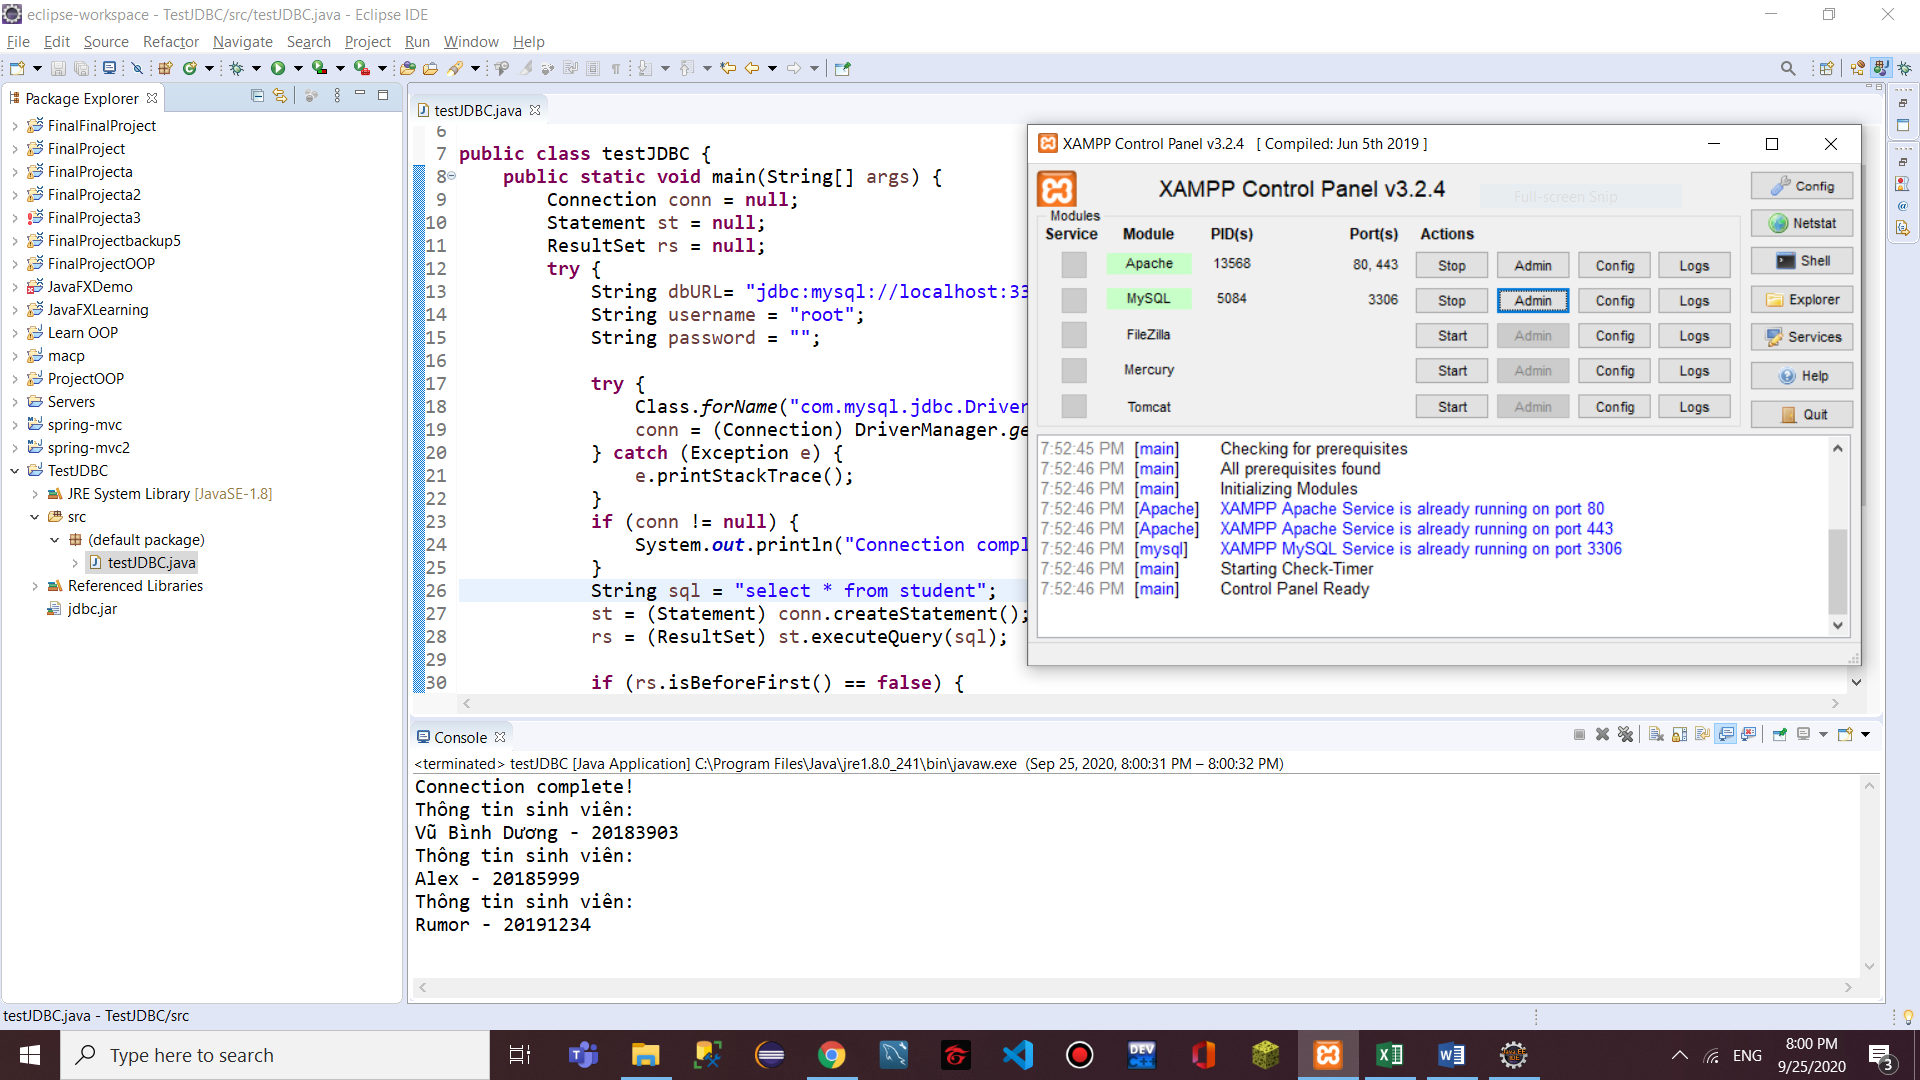 eclipse-workspace - TestJDBC/src/testJDBC.java - Eclipse IDE
File Edit Source Refactor Navigate Search Project Run Window Help
Package Explorer
FinalFinalProject
FinalProject
FinalProjecta
FinalProjecta2
FinalProjecta3
FinalProjectbackup5
FinalProjectOOP
JavaFXDemo
JavaFXLearning
Learn OOP
macp
ProjectOOP
Servers
spring-mvc
spring-mvc2
TestJDBC
JRE System Library [JavaSE-1.8]
src
(default package)
testJDBC.java
Referenced Libraries
jdbc.jar
testJDBC.java
6
7 public class testJDBC {
8 public static void main(String[] args) {
9 Connection conn = null;
10 Statement st = null;
11 ResultSet rs = null;
12 try {
13 String dbURL= "jdbc:mysql://localhost:33
14 String username = "root";
15 String password = "";
16
17 try {
18 Class.forName("com.mysql.jdbc.Driver
19 conn = (Connection) DriverManager.ge
20 } catch (Exception e) {
21 e.printStackTrace();
22 }
23 if (conn != null) {
24 System.out.println("Connection compl
25 }
26 String sql = "select * from student";
27 st = (Statement) conn.createStatement();
28 rs = (ResultSet) st.executeQuery(sql);
29
30 if (rs.isBeforeFirst() == false) {
XAMPP Control Panel v3.2.4 [ Compiled: Jun 5th 2019 ]
XAMPP Control Panel v3.2.4
Full-screen Snip
Config
Netstat
Shell
Explorer
Services
Help
Quit
Modules
Service Module PID(s) Port(s) Actions
Apache 13568 80, 443 Stop Admin Config Logs
MySQL 5084 3306 Stop Admin Config Logs
FileZilla Start Admin Config Logs
Mercury Start Admin Config Logs
Tomcat Start Admin Config Logs
7:52:45 PM [main] Checking for prerequisites
7:52:46 PM [main] All prerequisites found
7:52:46 PM [main] Initializing Modules
7:52:46 PM [Apache] XAMPP Apache Service is already running on port 80
7:52:46 PM [Apache] XAMPP Apache Service is already running on port 443
7:52:46 PM [mysql] XAMPP MySQL Service is already running on port 3306
7:52:46 PM [main] Starting Check-Timer
7:52:46 PM [main] Control Panel Ready
Console
<terminated> testJDBC [Java Application] C:\Program Files\Java\jre1.8.0_241\bin\javaw.exe (Sep 25, 2020, 8:00:31 PM – 8:00:32 PM)
Connection complete!
Thông tin sinh viên:
Vũ Bình Dương - 20183903
Thông tin sinh viên:
Alex - 20185999
Thông tin sinh viên:
Rumor - 20191234
testJDBC.java - TestJDBC/src
Type here to search
DEV
ENG
8:00 PM
9/25/2020
3